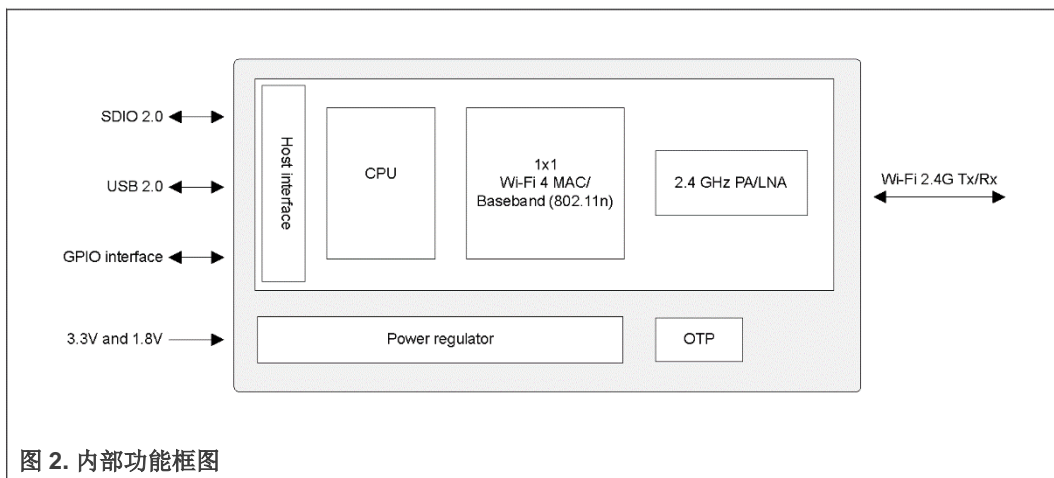 SDIO 2.0
USB 2.0
GPIO interface
3.3V and 1.8V
Host interface
CPU
1x1
Wi-Fi 4 MAC/
Baseband (802.11n)
2.4 GHz PA/LNA
Wi-Fi 2.4G Tx/Rx
Power regulator
OTP
图 2. 内部功能框图